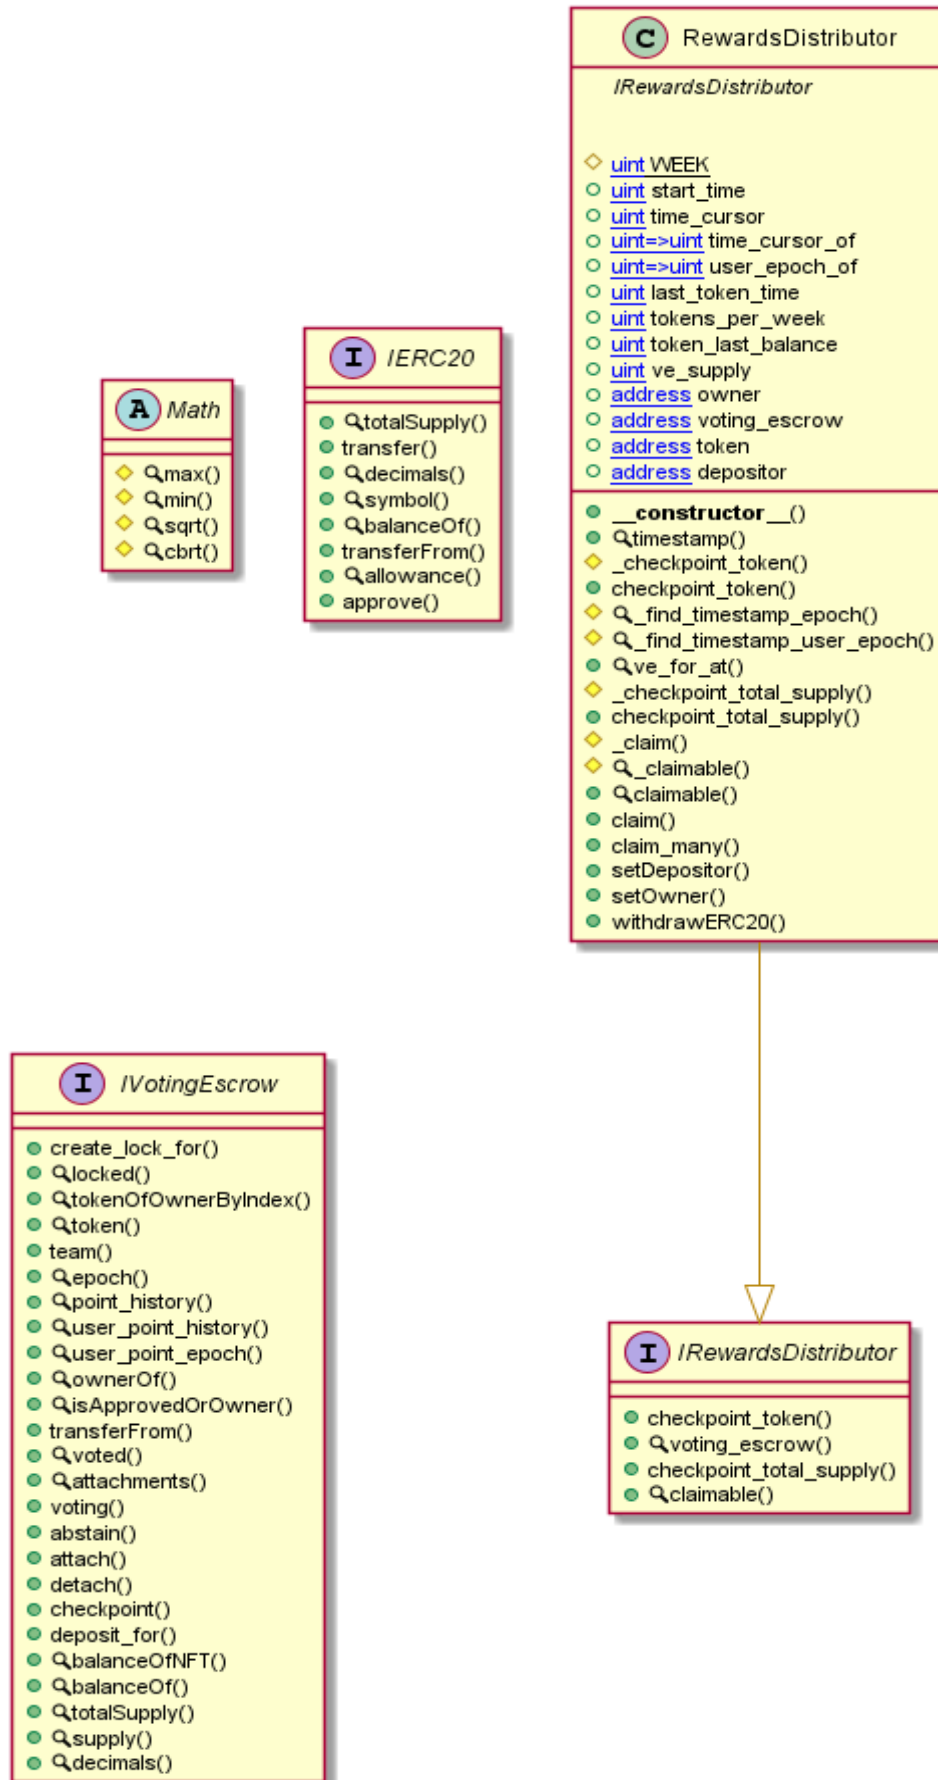 C RewardsDistributor
IRewardsDistributor
uint WEEK
uint start_time
uint time_cursor
uint=>uint time_cursor_of
uint=>uint user_epoch_of
uint last_token_time
uint tokens_per_week
uint token_last_balance
uint ve_supply
address owner
address voting_escrow
address token
address depositor
__constructor__()
timestamp()
_checkpoint_token()
checkpoint_token()
_find_timestamp_epoch()
_find_timestamp_user_epoch()
ve_for_at()
_checkpoint_total_supply()
checkpoint_total_supply()
_claim()
_claimable()
claimable()
claim()
claim_many()
setDepositor()
setOwner()
withdrawERC20()
I IERC20
totalSupply()
transfer()
decimals()
symbol()
balanceOf()
transferFrom()
allowance()
approve()
A Math
max()
min()
sqrt()
cbrt()
I IVotingEscrow
create_lock_for()
locked()
tokenOfOwnerByIndex()
token()
team()
epoch()
point_history()
user_point_history()
user_point_epoch()
ownerOf()
isApprovedOrOwner()
transferFrom()
voted()
attachments()
voting()
abstain()
attach()
detach()
checkpoint()
deposit_for()
balanceOfNFT()
balanceOf()
totalSupply()
supply()
decimals()
I IRewardsDistributor
checkpoint_token()
voting_escrow()
checkpoint_total_supply()
claimable()